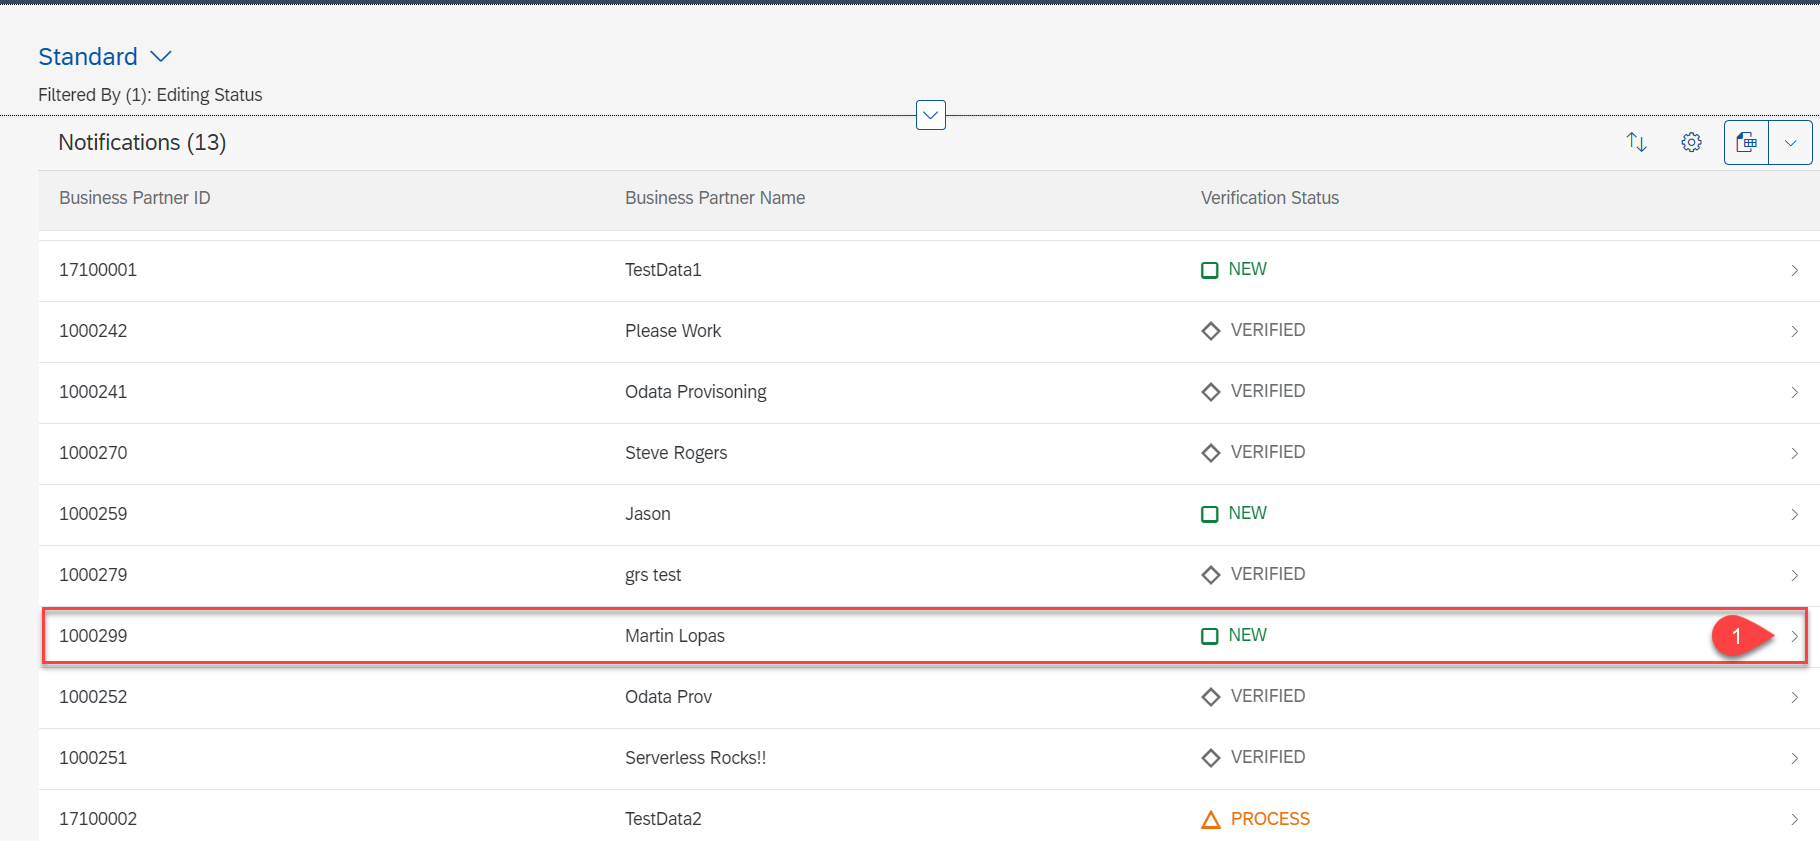 Standard
Filtered By (1): Editing Status
Notifications (13)
Business Partner ID Business Partner Name Verification Status
17100001 TestData1 NEW
1000242 Please Work VERIFIED
1000241 Odata Provisoning VERIFIED
1000270 Steve Rogers VERIFIED
1000259 Jason NEW
1000279 grs test VERIFIED
1000299 Martin Lopas NEW 1
1000252 Odata Prov VERIFIED
1000251 Serverless Rocks!! VERIFIED
17100002 TestData2 PROCESS